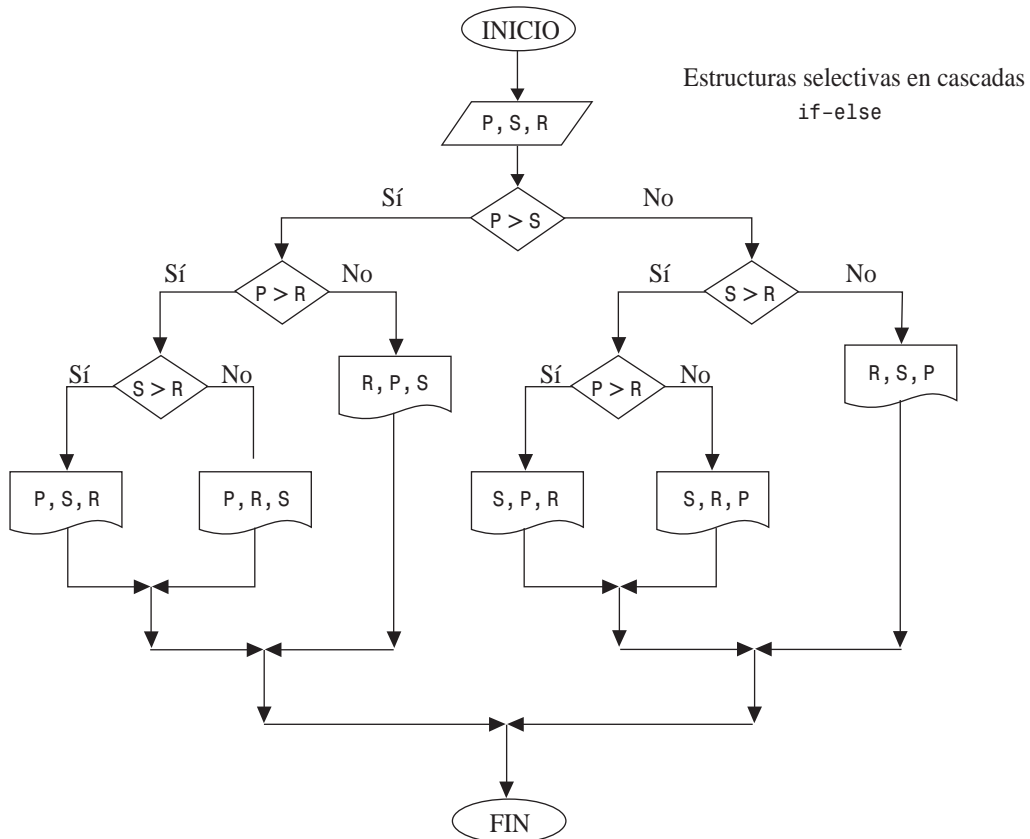 INICIO
Estructuras selectivas en cascadas
if-else
P, S, R
Sí
No
P > S
Sí
No
Sí
No
P > R
S > R
Sí
No
R, P, S
Sí
No
R, S, P
S > R
P > R
P, S, R
P, R, S
S, P, R
S, R, P
FIN